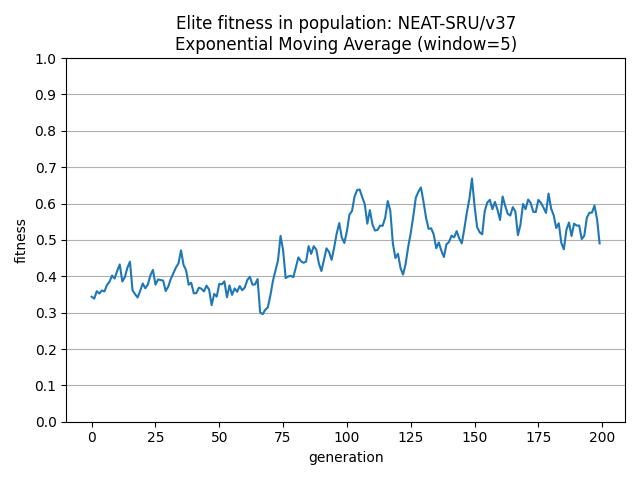 Elite fitness in population: NEAT-SRU/v37
Exponential Moving Average (window=5)
1.0
0.9
0.8
0.7
0.6
0.5
0.4
0.3
0.2
0.1
0.0
fitness
0 25 50 75 100 125 150 175 200
generation